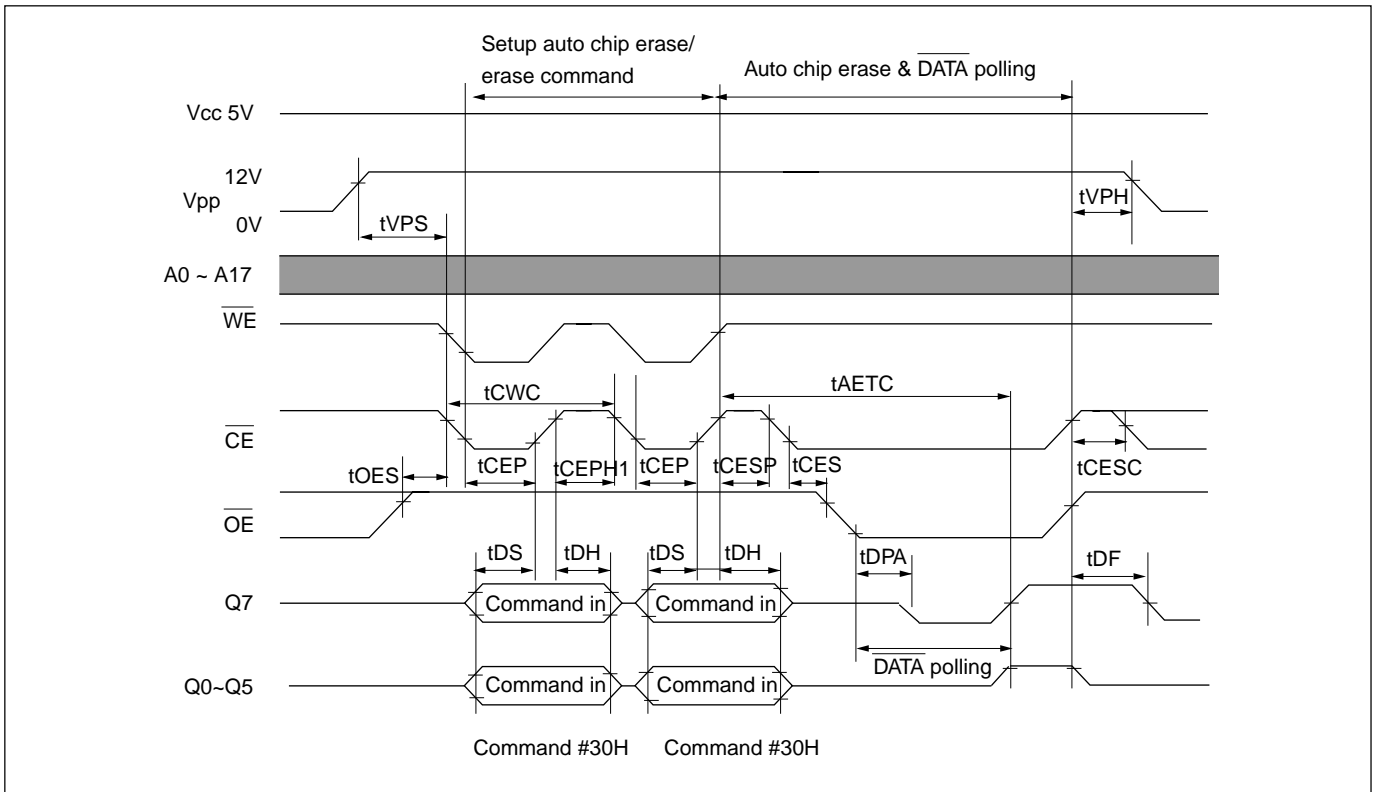 Setup auto chip erase/
erase command
Auto chip erase & DATA polling
Vcc 5V
12V
Vpp
0V
tVPS
tVPH
A0 ~ A17
WE
tCWC
tAETC
CE
tOES
tCEP
tCEPH1
tCEP
tCESP
tCES
tCESC
OE
tDS
tDH
tDS
tDH
tDPA
tDF
Q7
Command in
Command in
DATA polling
Q0~Q5
Command in
Command in
Command #30H
Command #30H